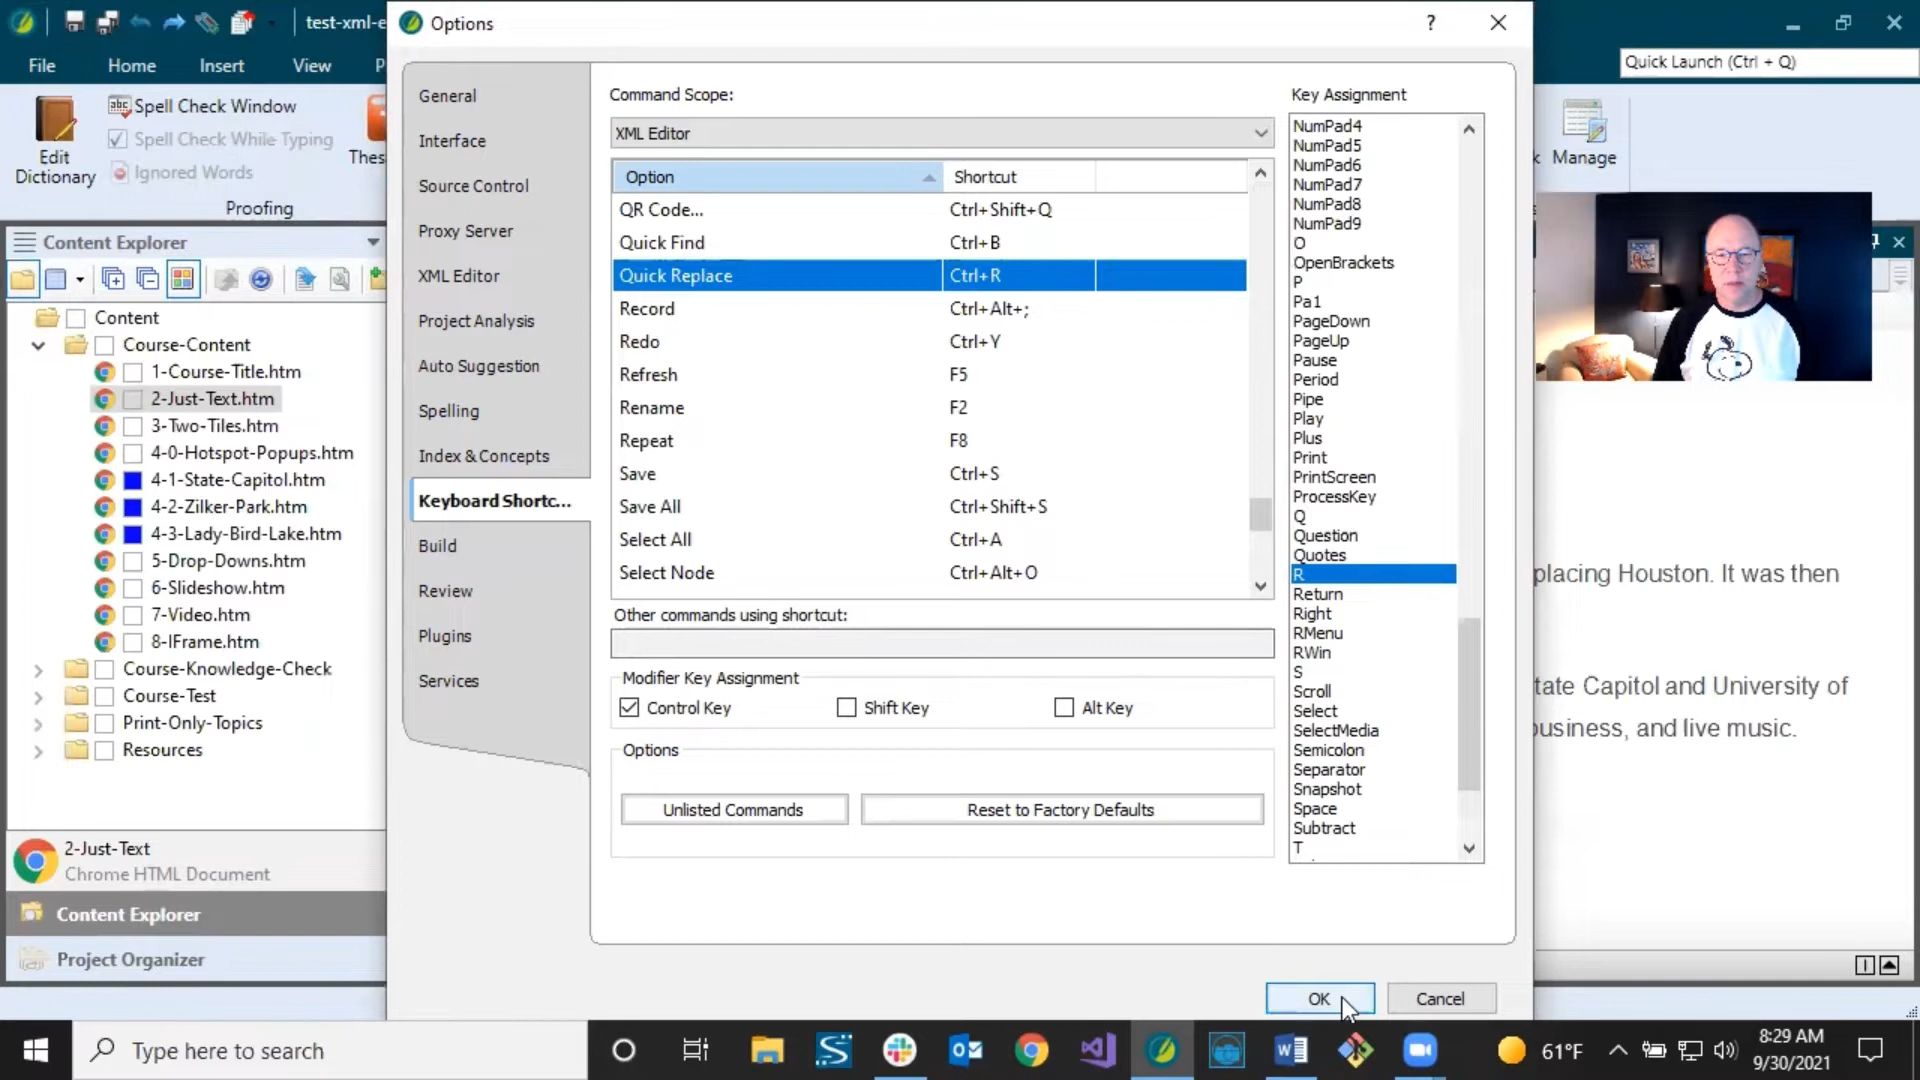 test-xml-e
Options
?
File
Home
Insert
View
P
Quick Launch (Ctrl + Q)
Edit
Dictionary
abc
Spell Check Window
Spell Check While Typing
Ignored Words
Thes
Proofing
k
Manage
Content Explorer
Content
Course-Content
1-Course-Title.htm
2-Just-Text.htm
3-Two-Tiles.htm
4-0-Hotspot-Popups.htm
4-1-State-Capitol.htm
4-2-Zilker-Park.htm
4-3-Lady-Bird-Lake.htm
5-Drop-Downs.htm
6-Slideshow.htm
7-Video.htm
8-IFrame.htm
Course-Knowledge-Check
Course-Test
Print-Only-Topics
Resources
2-Just-Text
Chrome HTML Document
Content Explorer
Project Organizer
General
Interface
Source Control
Proxy Server
XML Editor
Project Analysis
Auto Suggestion
Spelling
Index & Concepts
Keyboard Shortc...
Build
Review
Plugins
Services
Command Scope:
XML Editor
Option Shortcut
QR Code... Ctrl+Shift+Q
Quick Find Ctrl+B
Quick Replace Ctrl+R
Record Ctrl+Alt+;
Redo Ctrl+Y
Refresh F5
Rename F2
Repeat F8
Save Ctrl+S
Save All Ctrl+Shift+S
Select All Ctrl+A
Select Node Ctrl+Alt+O
Other commands using shortcut:
Modifier Key Assignment
Control Key Shift Key Alt Key
Options
Unlisted Commands Reset to Factory Defaults
Key Assignment
NumPad4
NumPad5
NumPad6
NumPad7
NumPad8
NumPad9
O
OpenBrackets
P
Pa1
PageDown
PageUp
Pause
Period
Pipe
Play
Plus
Print
PrintScreen
ProcessKey
Q
Question
Quotes
R
Return
Right
RMenu
RWin
S
Scroll
Select
SelectMedia
Semicolon
Separator
Snapshot
Space
Subtract
T
OK Cancel
placing Houston. It was then
tate Capitol and University of
business, and live music.
Type here to search
61°F
8:29 AM
9/30/2021